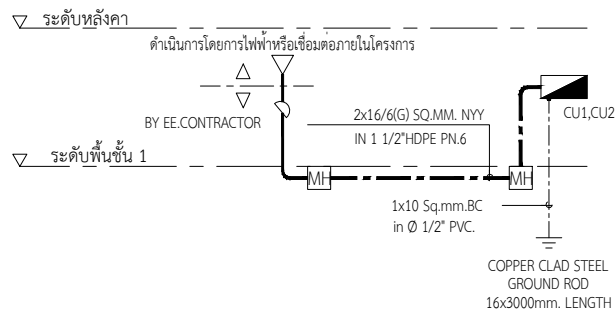 ระดับหลังคา
ดำเนินการโดยการไฟฟ้าหรือเชื่อมต่อภายในโครงการ
BY EE.CONTRACTOR
2x16/6(G) SQ.MM. NYY
IN 1 1/2"HDPE PN.6
CU1,CU2
ระดับพื้นชั้น 1
MH
MH
1x10 Sq.mm.BC
in Ø 1/2" PVC.
COPPER CLAD STEEL
GROUND ROD
16x3000mm. LENGTH